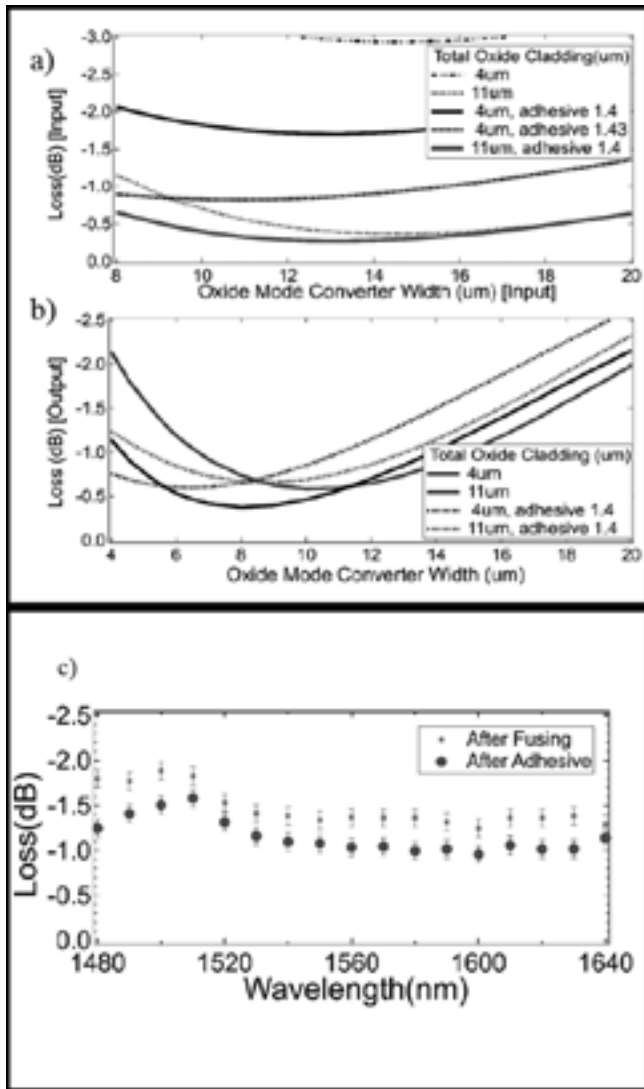 a)
Loss(dB) [Input]
-3.0
-2.5
-2.0
-1.5
-1.0
-0.5
0.0
Total Oxide Cladding(um)
4um
11um
4um, adhesive 1.4
4um, adhesive 1.43
11um, adhesive 1.4
8 10 12 14 16 18 20
Oxide Mode Converter Width (um) [Input]
b)
Loss (dB) [Output]
-2.5
-2.0
-1.5
-1.0
-0.5
0.0
Total Oxide Cladding (um)
4um
11um
4um, adhesive 1.4
11um, adhesive 1.4
4 6 8 10 12 14 16 18 20
Oxide Mode Converter Width (um)
c)
Loss(dB)
-2.5
-2.0
-1.5
-1.0
-0.5
0.0
After Fusing
After Adhesive
1480 1520 1560 1600 1640
Wavelength(nm)